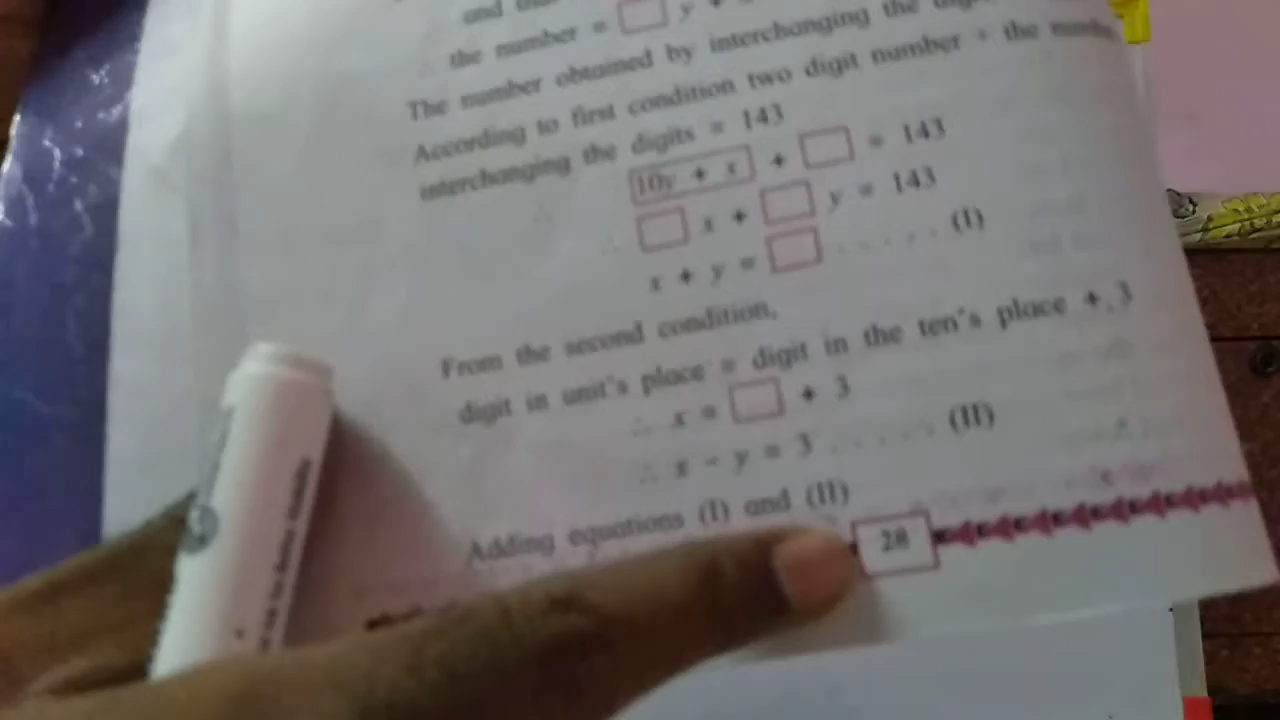 and
∴ the number = □ y +
The number obtained by interchanging the
According to first condition two digit number + the number
interchanging the digits = 143
∴ 10y + x + □ = 143
∴ □ x + □ y = 143
x + y = □ . . . . . (I)
From the second condition,
digit in unit's place = digit in the ten's place + 3
∴ x = □ + 3
∴ x - y = 3 . . . . . (II)
Adding equations (I) and (II)
28